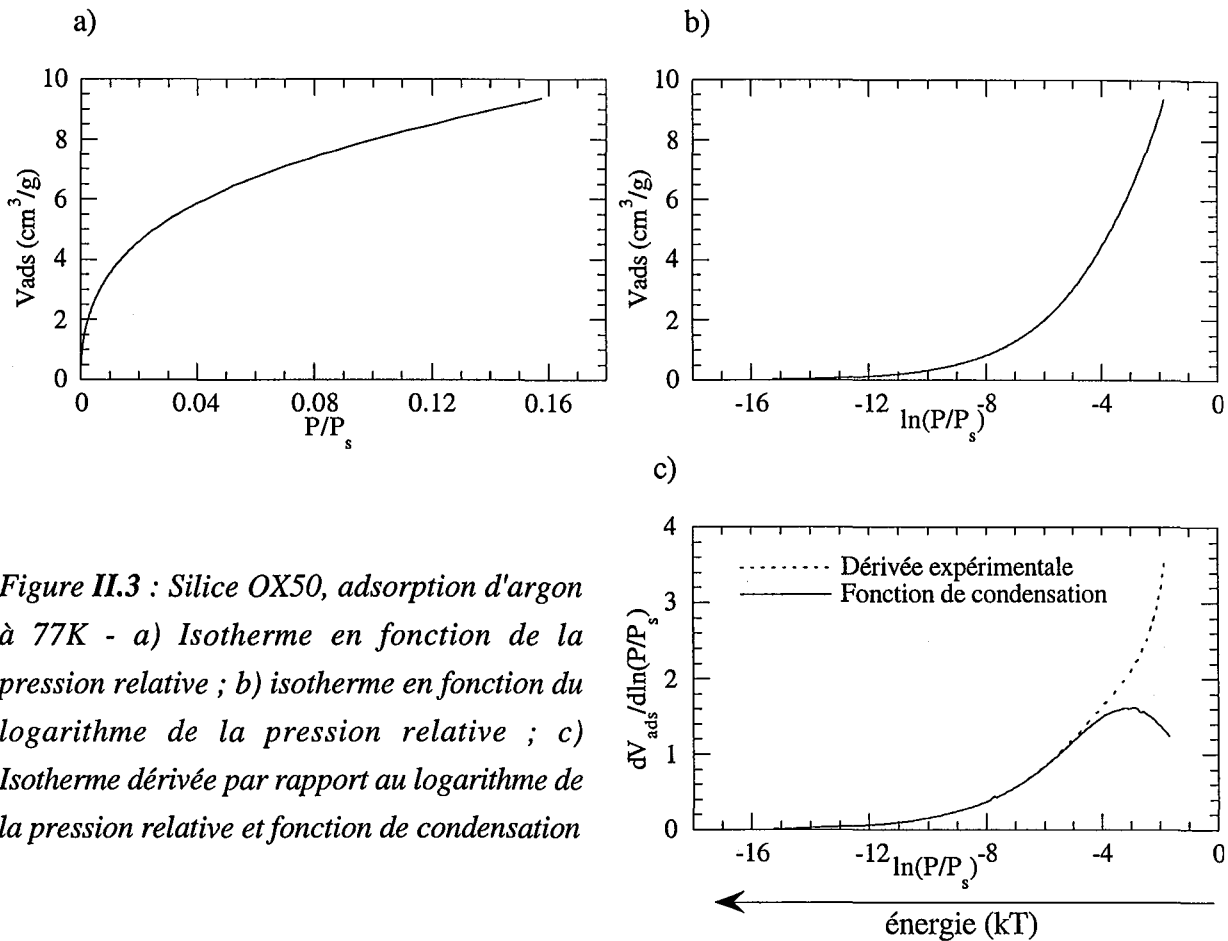 a)
10
8
6
4
2
0
Vads (cm³/g)
0
0.04
0.08
0.12
0.16
P/Pₛ
b)
10
8
6
4
2
0
Vads (cm³/g)
-16
-12
-8
-4
0
ln(P/Pₛ)
c)
4
3
2
1
0
dVₐdₛ/dln(P/Pₛ)
Dérivée expérimentale
Fonction de condensation
-16
-12
-8
-4
0
ln(P/Pₛ)
énergie (kT)
Figure II.3 : Silice OX50, adsorption d'argon
à 77K - a) Isotherme en fonction de la
pression relative ; b) isotherme en fonction du
logarithme de la pression relative ; c)
Isotherme dérivée par rapport au logarithme de
la pression relative et fonction de condensation